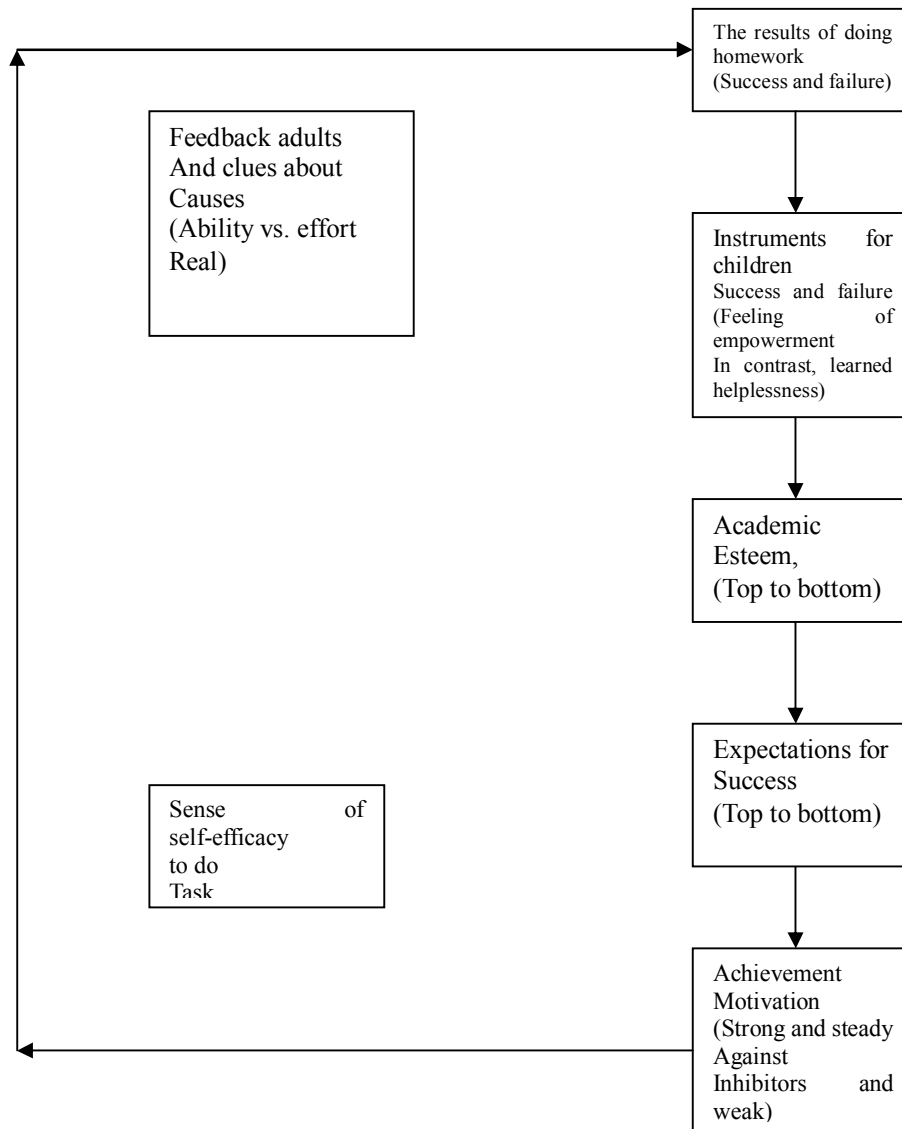 The results of doing
homework
(Success and failure)
Feedback adults
And clues about
Causes
(Ability vs. effort
Real)
Instruments for
children
Success and failure
(Feeling of
empowerment
In contrast, learned
helplessness)
Academic
Esteem,
(Top to bottom)
Expectations for
Success
(Top to bottom)
Sense of
self-efficacy
to do
Task
Achievement
Motivation
(Strong and steady
Against
Inhibitors and
weak)